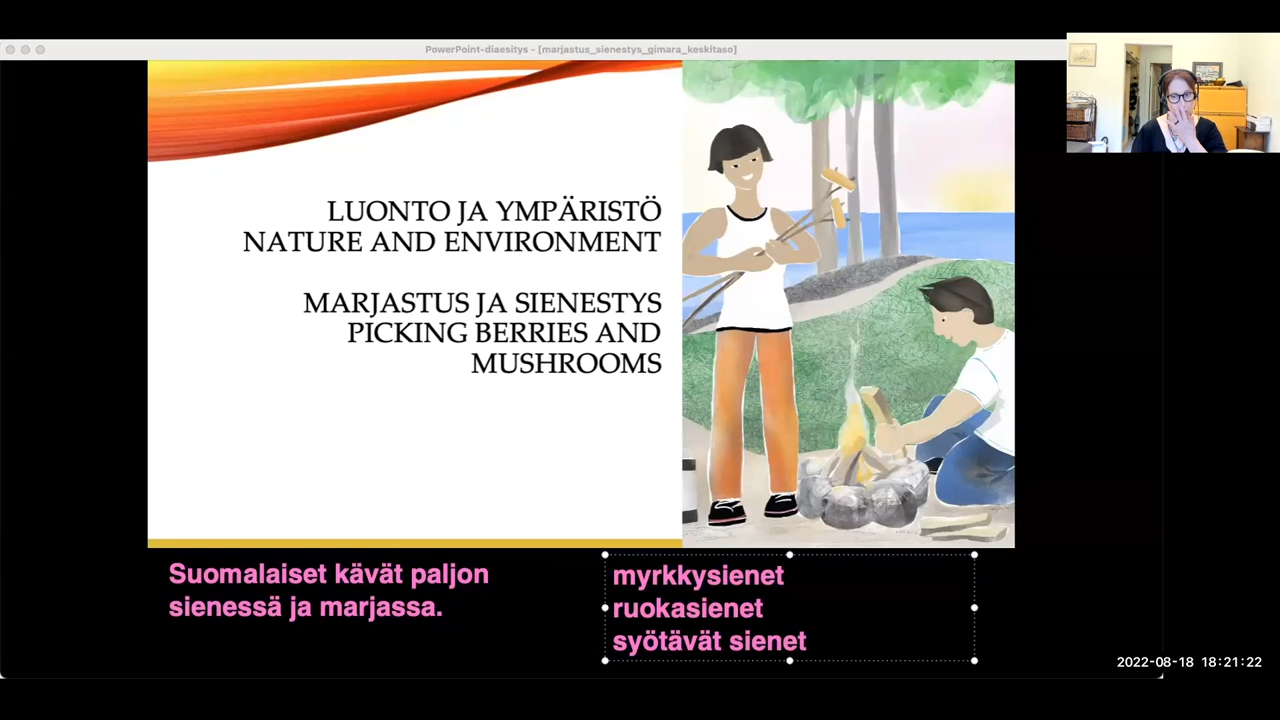 PowerPoint-diaesitys - [marjastus_sienestys_gimara_keskitaso]
LUONTO JA YMPÄRISTÖ
NATURE AND ENVIRONMENT
MARJASTUS JA SIENESTYS
PICKING BERRIES AND
MUSHROOMS
Suomalaiset kävät paljon
sienessä ja marjassa.
myrkkysienet
ruokasienet
syötävät sienet
2022-08-18 18:21:22